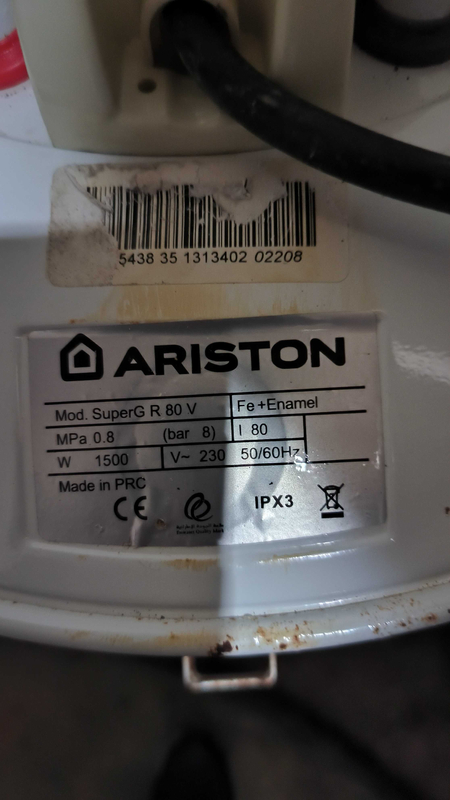 5438 35 1313402 02208
ARISTON
Mod. SuperG R 80 V Fe+Enamel
MPa 0.8 (bar 8) l 80
W 1500 V~ 230 50/60Hz
Made in PRC
CE IPX3